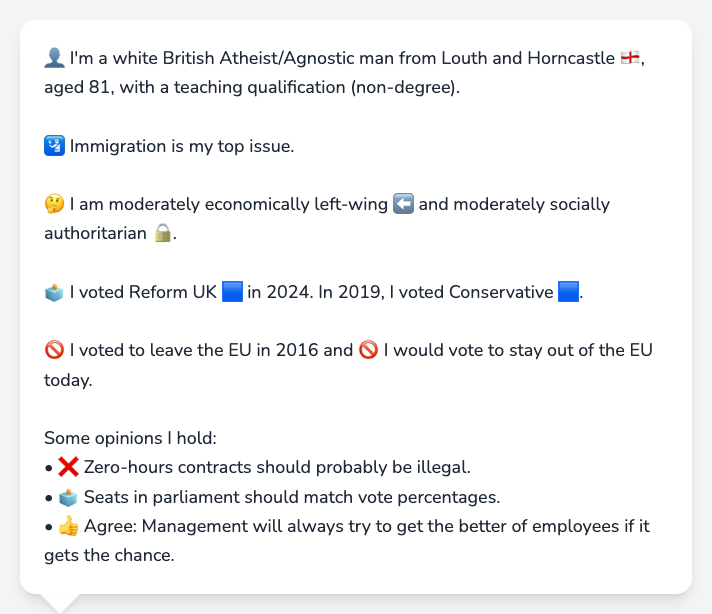 👤 I'm a white British Atheist/Agnostic man from Louth and Horncastle 🏴󠁧󠁢󠁥󠁮󠁧󠁿,
aged 81, with a teaching qualification (non-degree).
🛂 Immigration is my top issue.
🤔 I am moderately economically left-wing ⬅️ and moderately socially
authoritarian 🔒.
🗳️ I voted Reform UK 🟦 in 2024. In 2019, I voted Conservative 🟦.
🚫 I voted to leave the EU in 2016 and 🚫 I would vote to stay out of the EU
today.
Some opinions I hold:
• ❌ Zero-hours contracts should probably be illegal.
• 🗳️ Seats in parliament should match vote percentages.
• 👍 Agree: Management will always try to get the better of employees if it
gets the chance.